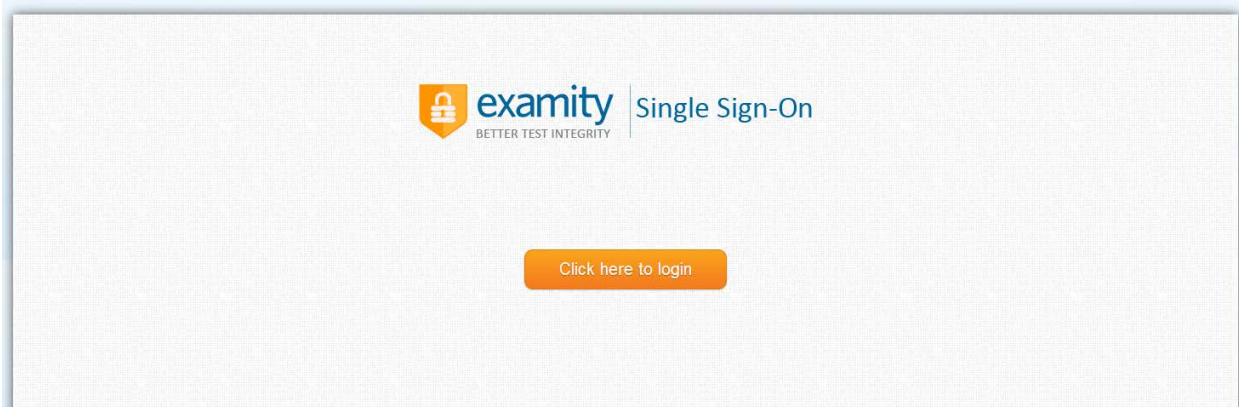 examity
BETTER TEST INTEGRITY
Single Sign-On
Click here to login